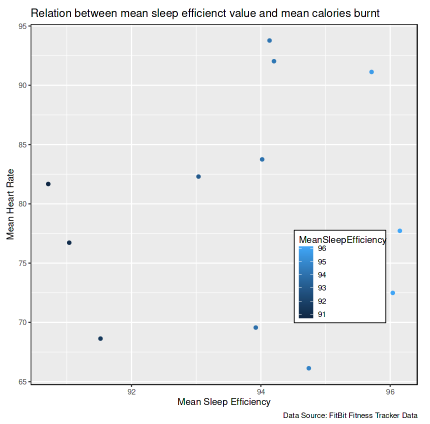 Relation between mean sleep efficienct value and mean calories burnt
95
90
85
80
75
70
65
Mean Heart Rate
MeanSleepEfficiency
96
95
94
93
92
91
92 94 96
Mean Sleep Efficiency
Data Source: FitBit Fitness Tracker Data